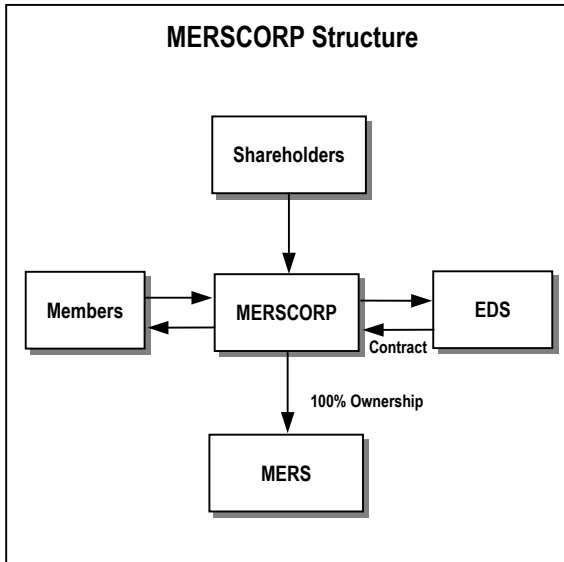 MERSCORP Structure
Shareholders
Members
MERSCORP
EDS
Contract
100% Ownership
MERS